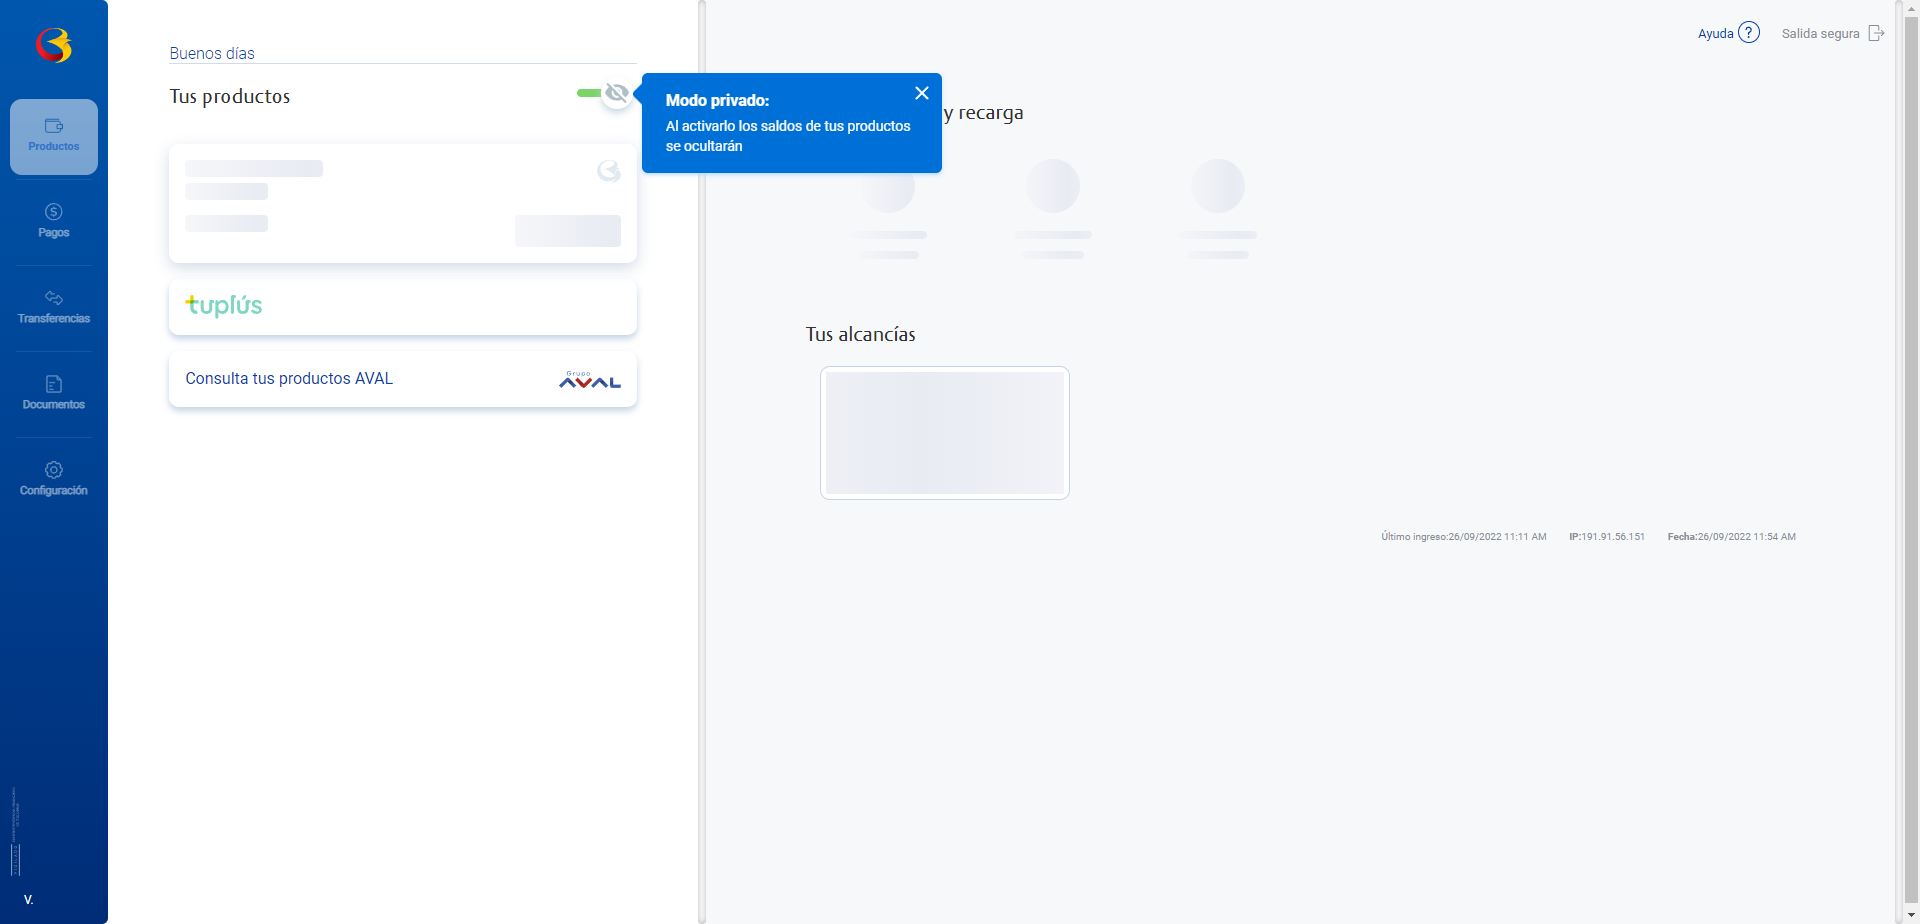 Productos
Pagos
Transferencias
Documentos
Configuración
V.
Buenos días
Tus productos
Modo privado:
Al activarlo los saldos de tus productos
se ocultarán
tuplús
Consulta tus productos AVAL
Grupo
AVAL
Ayuda ?
Salida segura
y recarga
Tus alcancías
Último ingreso:26/09/2022 11:11 AM IP:191.91.56.151 Fecha:26/09/2022 11:54 AM